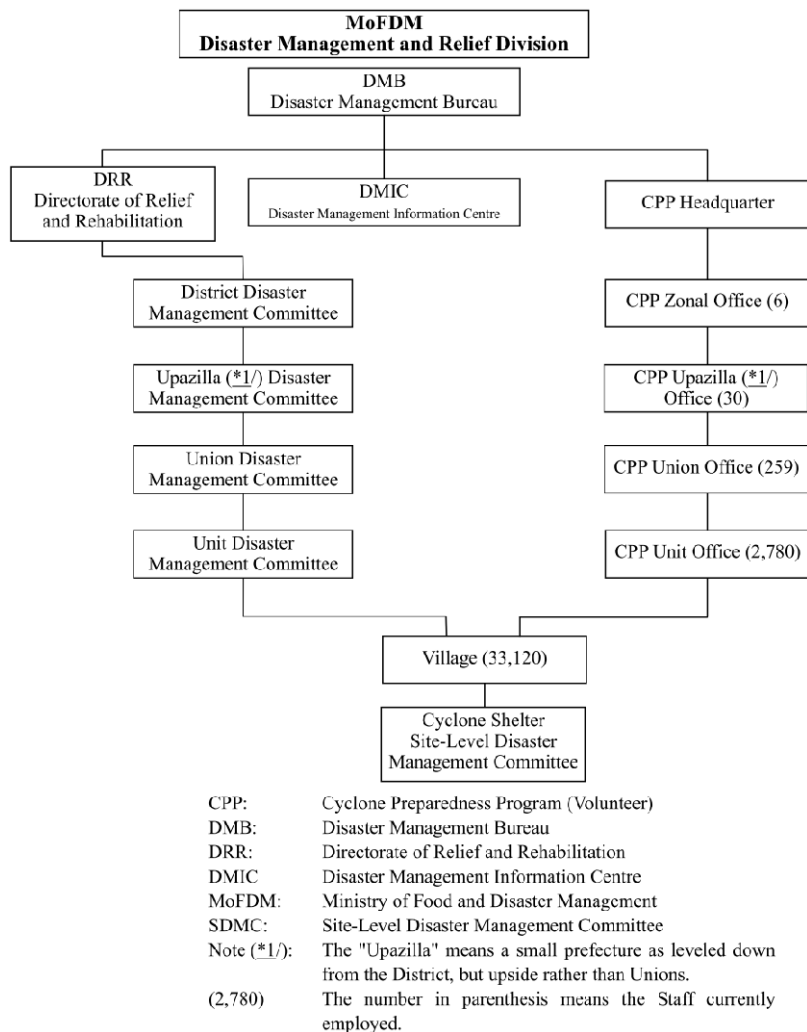 MoFDM
Disaster Management and Relief Division
DMB
Disaster Management Bureau
DRR
Directorate of Relief
and Rehabilitation
DMIC
Disaster Management Information Centre
CPP Headquarter
District Disaster
Management Committee
CPP Zonal Office (6)
Upazilla (*1/) Disaster
Management Committee
CPP Upazilla (*1/)
Office (30)
Union Disaster
Management Committee
CPP Union Office (259)
Unit Disaster
Management Committee
CPP Unit Office (2,780)
Village (33,120)
Cyclone Shelter
Site-Level Disaster
Management Committee
CPP: Cyclone Preparedness Program (Volunteer)
DMB: Disaster Management Bureau
DRR: Directorate of Relief and Rehabilitation
DMIC Disaster Management Information Centre
MoFDM: Ministry of Food and Disaster Management
SDMC: Site-Level Disaster Management Committee
Note (*1/): The "Upazilla" means a small prefecture as leveled down
from the District, but upside rather than Unions.
(2,780) The number in parenthesis means the Staff currently
employed.